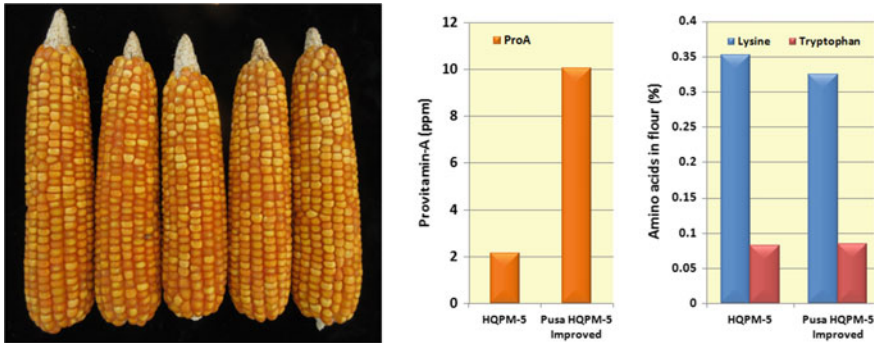 12
10
8
6
4
2
0
Provitamin-A (ppm)
ProA
HQPM-5
Pusa HQPM-5
Improved
0.4
0.35
0.3
0.25
0.2
0.15
0.1
0.05
0
Amino acids in flour (%)
Lysine Tryptophan
HQPM-5
Pusa HQPM-5
Improved